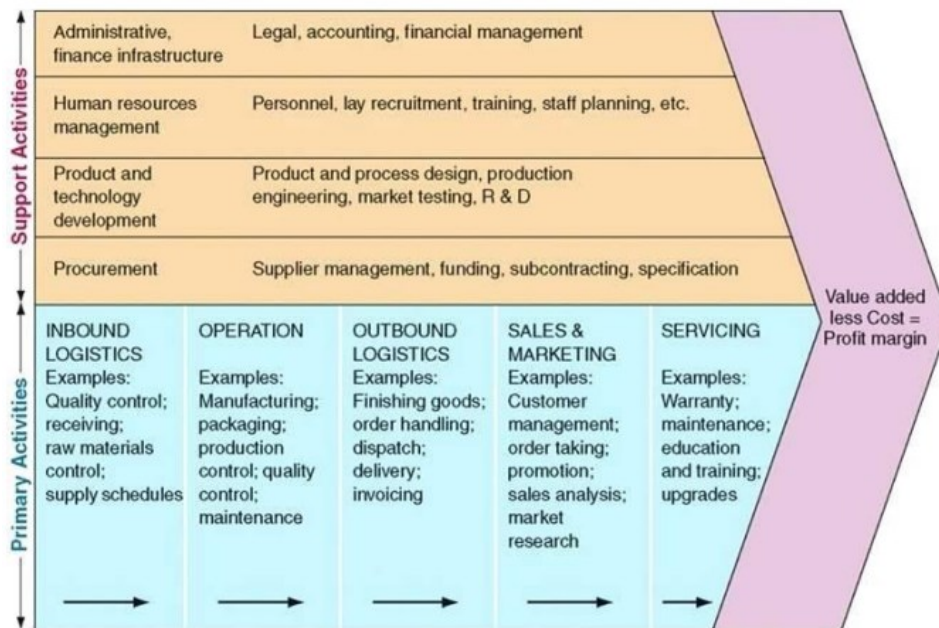 Support Activities
Administrative,
finance infrastructure
Legal, accounting, financial management
Human resources
management
Personnel, lay recruitment, training, staff planning, etc.
Product and
technology
development
Product and process design, production
engineering, market testing, R & D
Procurement
Supplier management, funding, subcontracting, specification
Primary Activities
INBOUND
LOGISTICS
Examples:
Quality control;
receiving;
raw materials
control;
supply schedules
OPERATION
Examples:
Manufacturing;
packaging;
production
control; quality
control;
maintenance
OUTBOUND
LOGISTICS
Examples:
Finishing goods;
order handling;
dispatch;
delivery;
invoicing
SALES &
MARKETING
Examples:
Customer
management;
order taking;
promotion;
sales analysis;
market
research
SERVICING
Examples:
Warranty;
maintenance;
education
and training;
upgrades
Value added
less Cost =
Profit margin